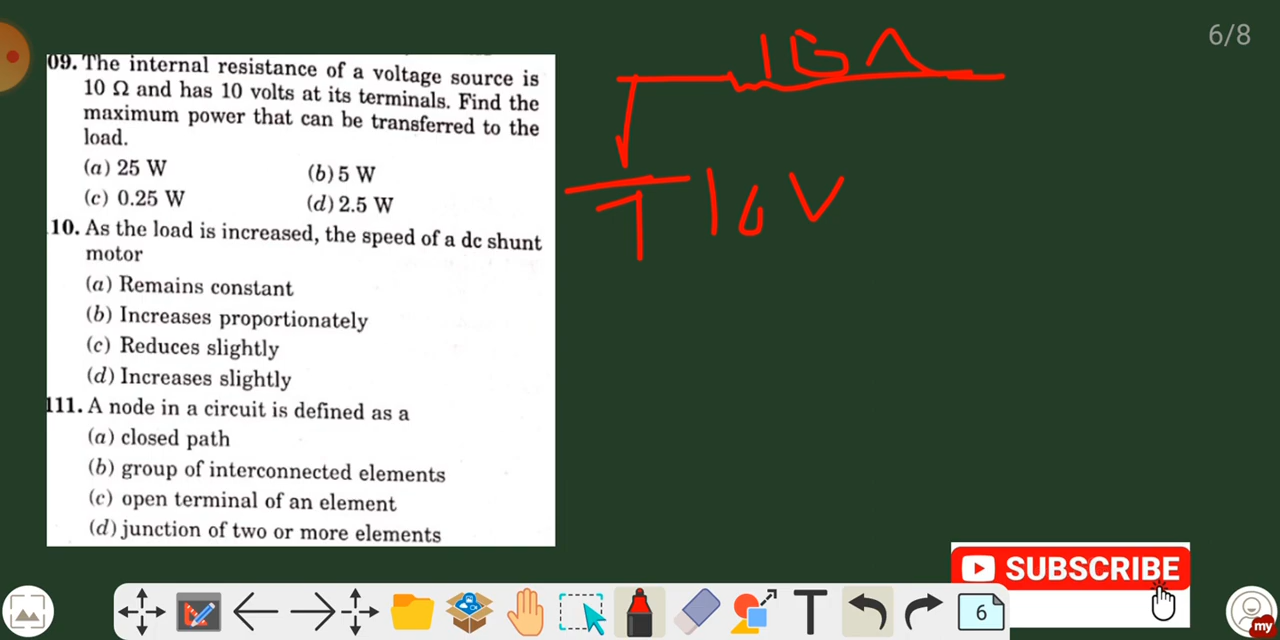 6/8
09. The internal resistance of a voltage source is
10 Ω and has 10 volts at its terminals. Find the
maximum power that can be transferred to the
load.
(a) 25 W (b) 5 W
(c) 0.25 W (d) 2.5 W
10. As the load is increased, the speed of a dc shunt
motor
(a) Remains constant
(b) Increases proportionately
(c) Reduces slightly
(d) Increases slightly
111. A node in a circuit is defined as a
(a) closed path
(b) group of interconnected elements
(c) open terminal of an element
(d) junction of two or more elements
10 V
SUBSCRIBE
T
6
my